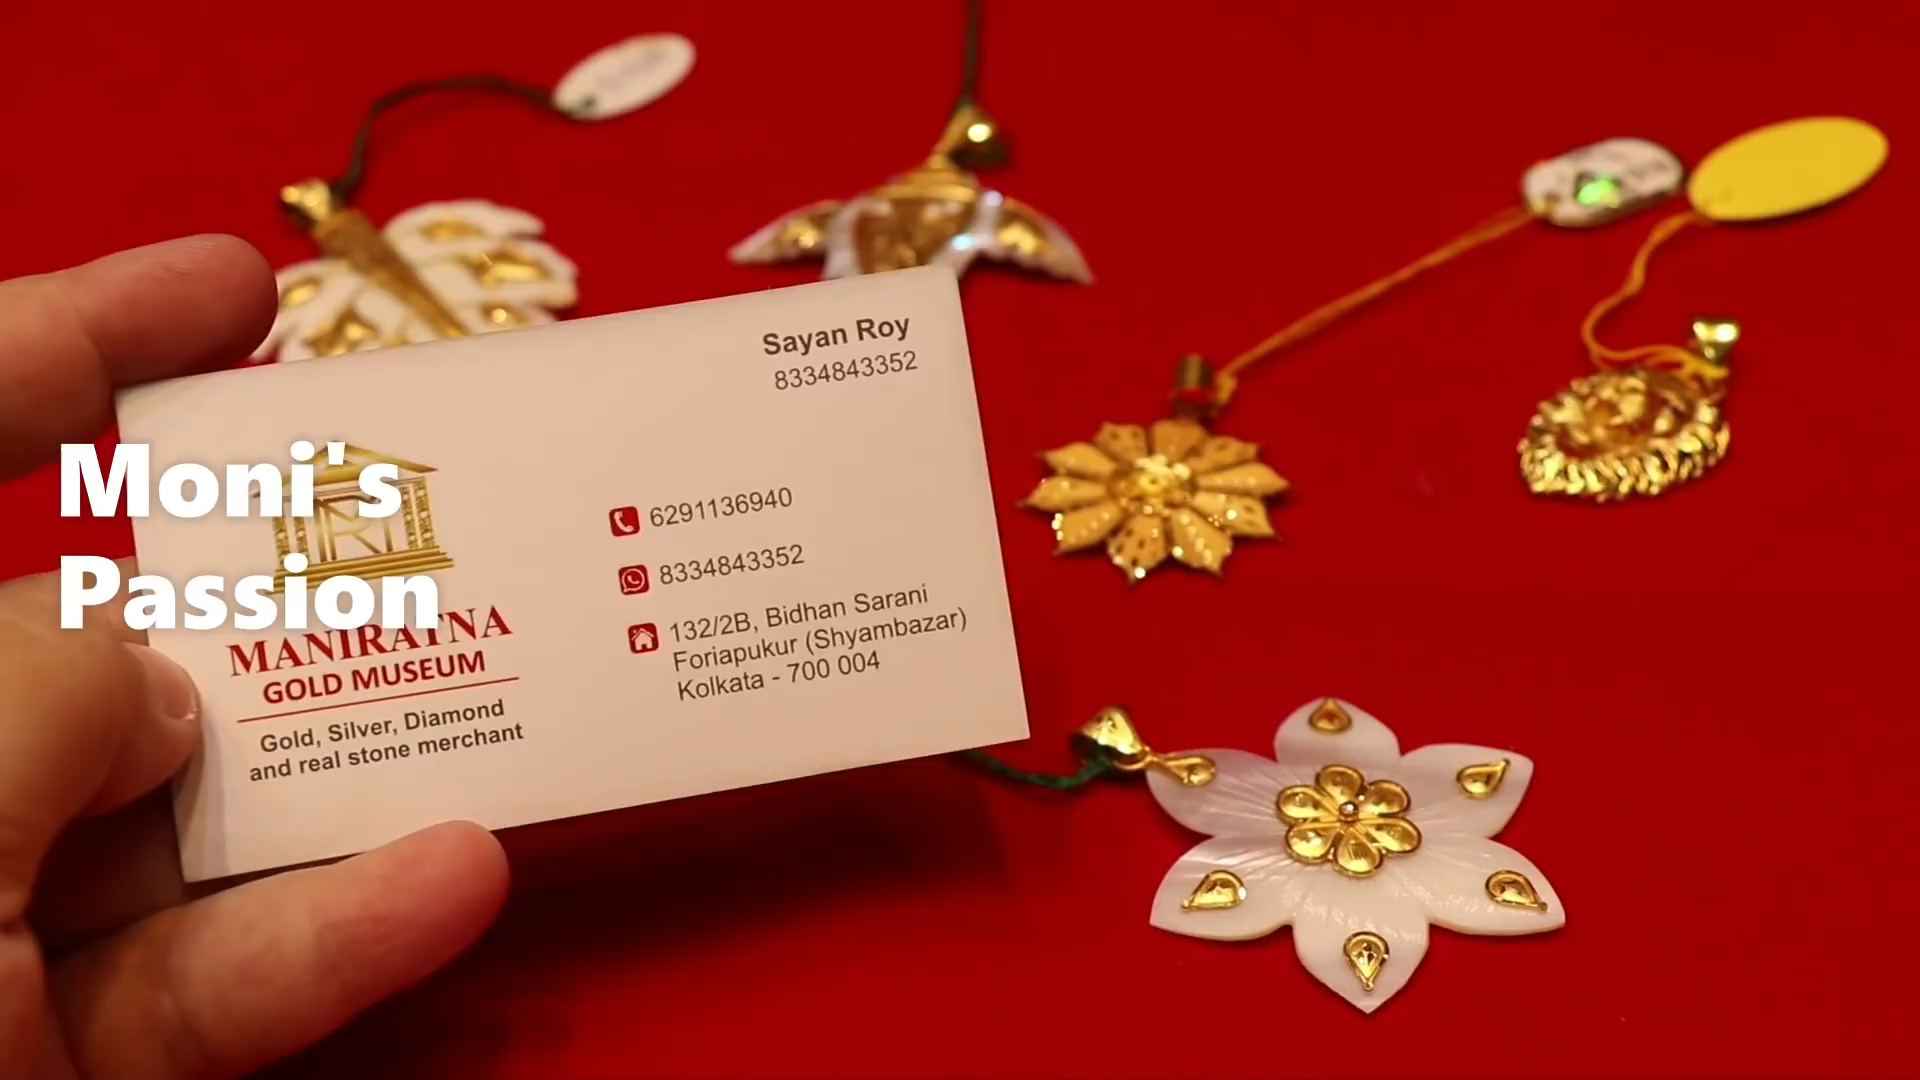 Moni's
Passion
Sayan Roy
8334843352
MANIRATNA
GOLD MUSEUM
Gold, Silver, Diamond
and real stone merchant
6291136940
8334843352
132/2B, Bidhan Sarani
Foriapukur (Shyambazar)
Kolkata - 700 004